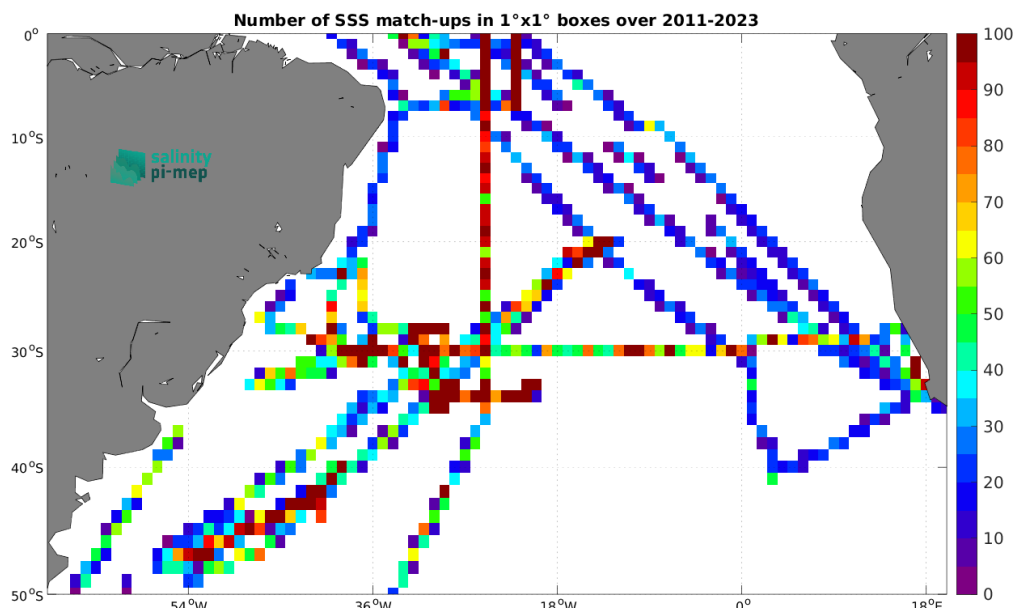 Number of SSS match-ups in 1°x1° boxes over 2011-2023
0°
10°S
20°S
30°S
40°S
50°S
54°W
36°W
18°W
0°
18°E
salinity
pi-mep
100
90
80
70
60
50
40
30
20
10
0